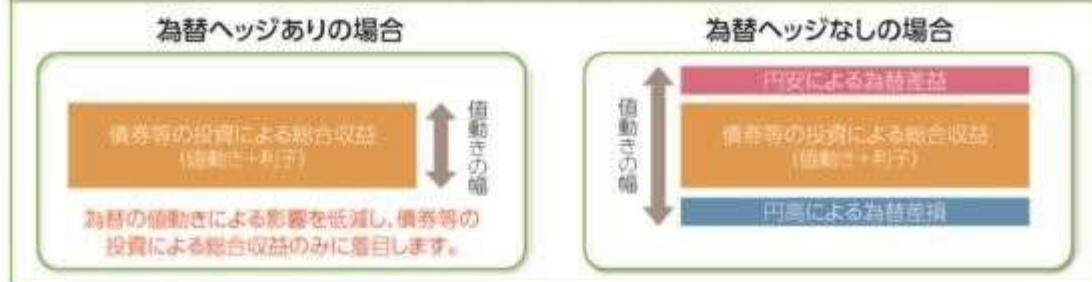 為替ヘッジありの場合
債券等の投資による総合収益
(値動き+利子)
値動きの幅
為替の値動きによる影響を低減し、債券等の
投資による総合収益のみに着目します。
為替ヘッジなしの場合
値動きの幅
円安による為替差益
債券等の投資による総合収益
(値動き+利子)
円高による為替差損